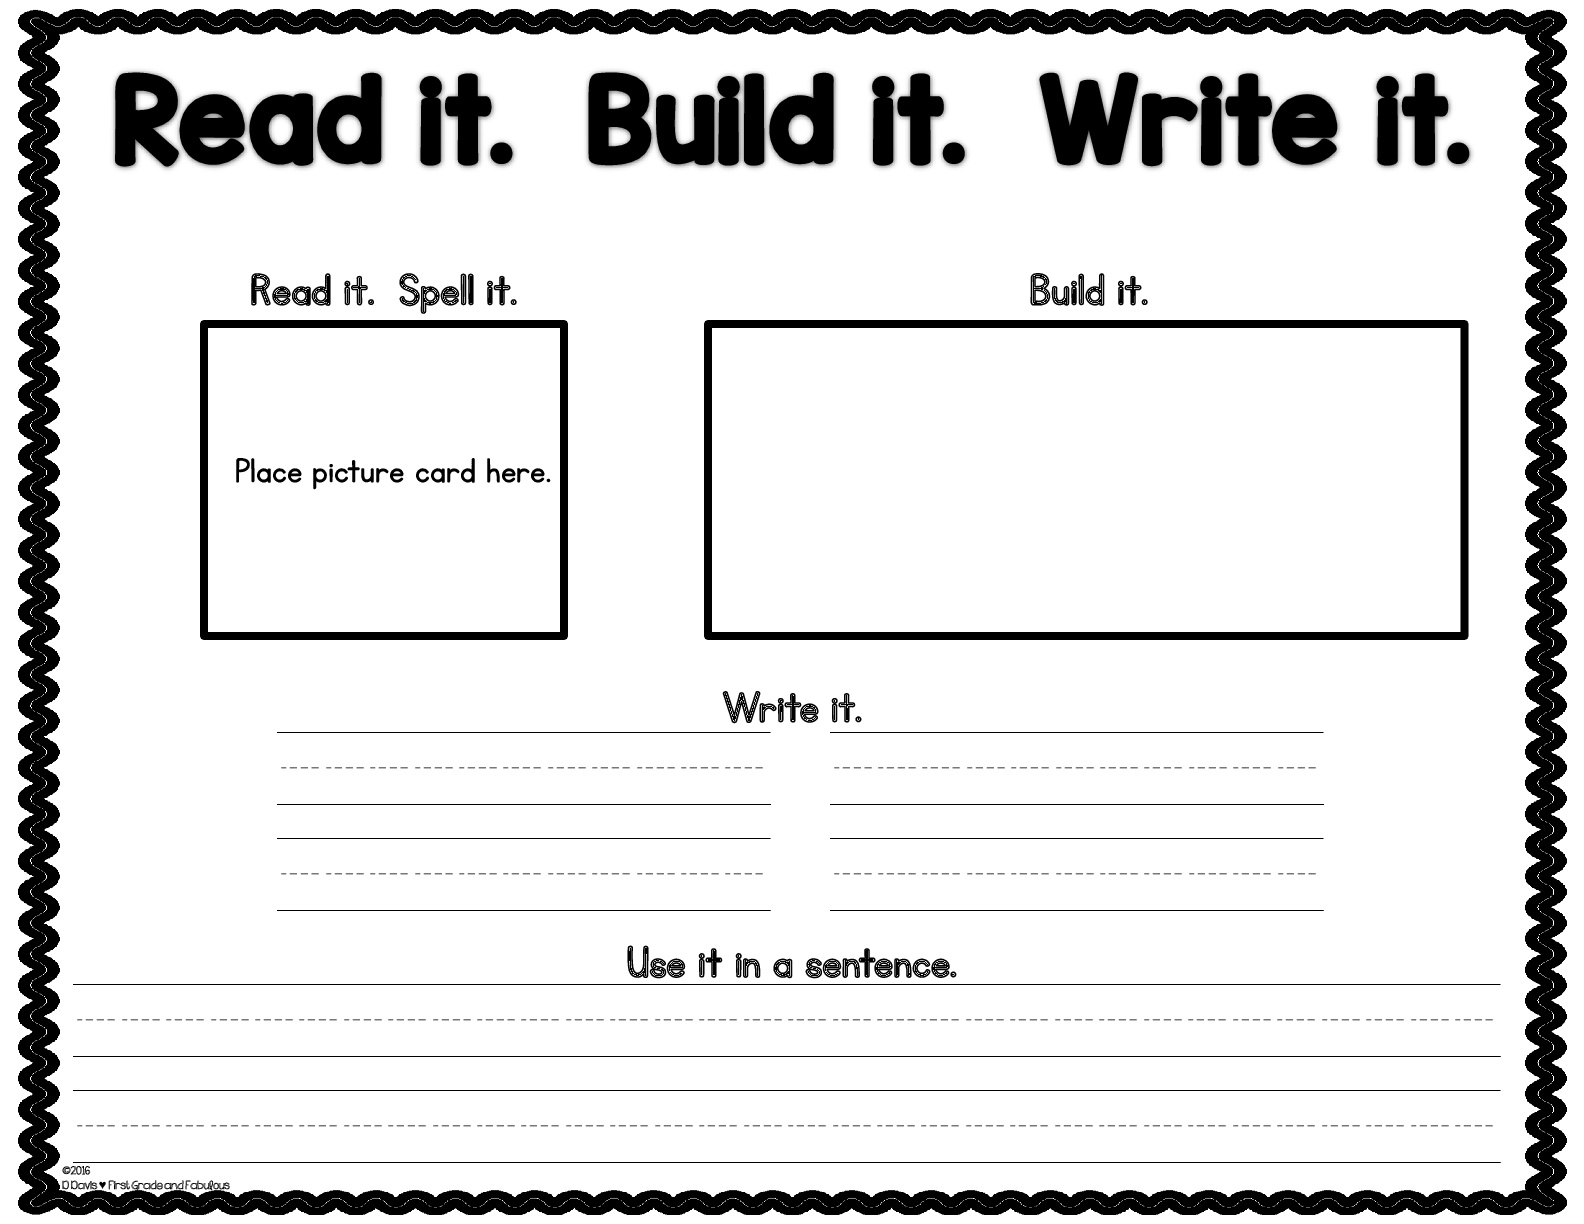 Read it. Build it. Write it.
Read it. Spell it.
Build it.
Place picture card here.
Write it.
Use it in a sentence.
©2016
D Davis ♥ First Grade and Fabulous